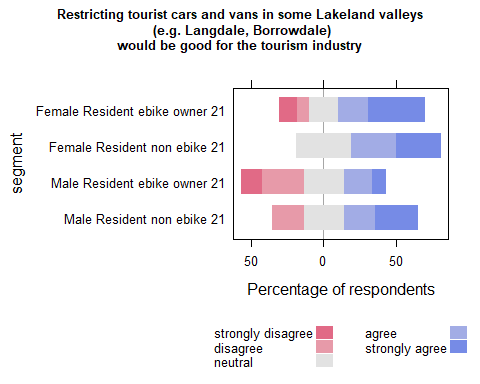 Restricting tourist cars and vans in some Lakeland valleys
(e.g. Langdale, Borrowdale)
would be good for the tourism industry
segment
Female Resident ebike owner 21
Female Resident non ebike 21
Male Resident ebike owner 21
Male Resident non ebike 21
50 0 50
Percentage of respondents
strongly disagree agree
disagree strongly agree
neutral